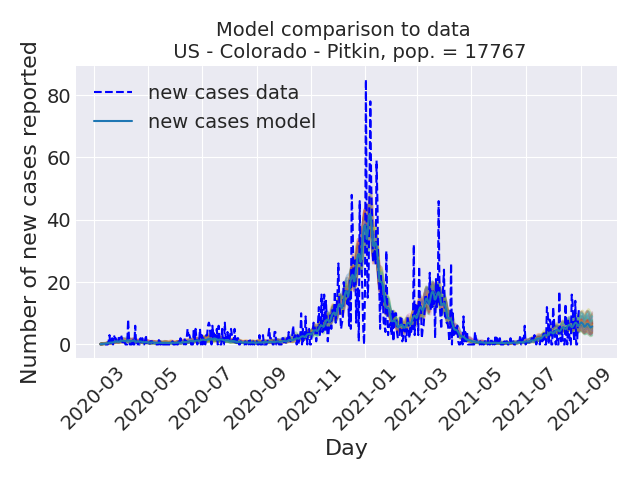 Model comparison to data
US - Colorado - Pitkin, pop. = 17767
Number of new cases reported
80
60
40
20
0
new cases data
new cases model
2020-03
2020-05
2020-07
2020-09
2020-11
2021-01
2021-03
2021-05
2021-07
2021-09
Day